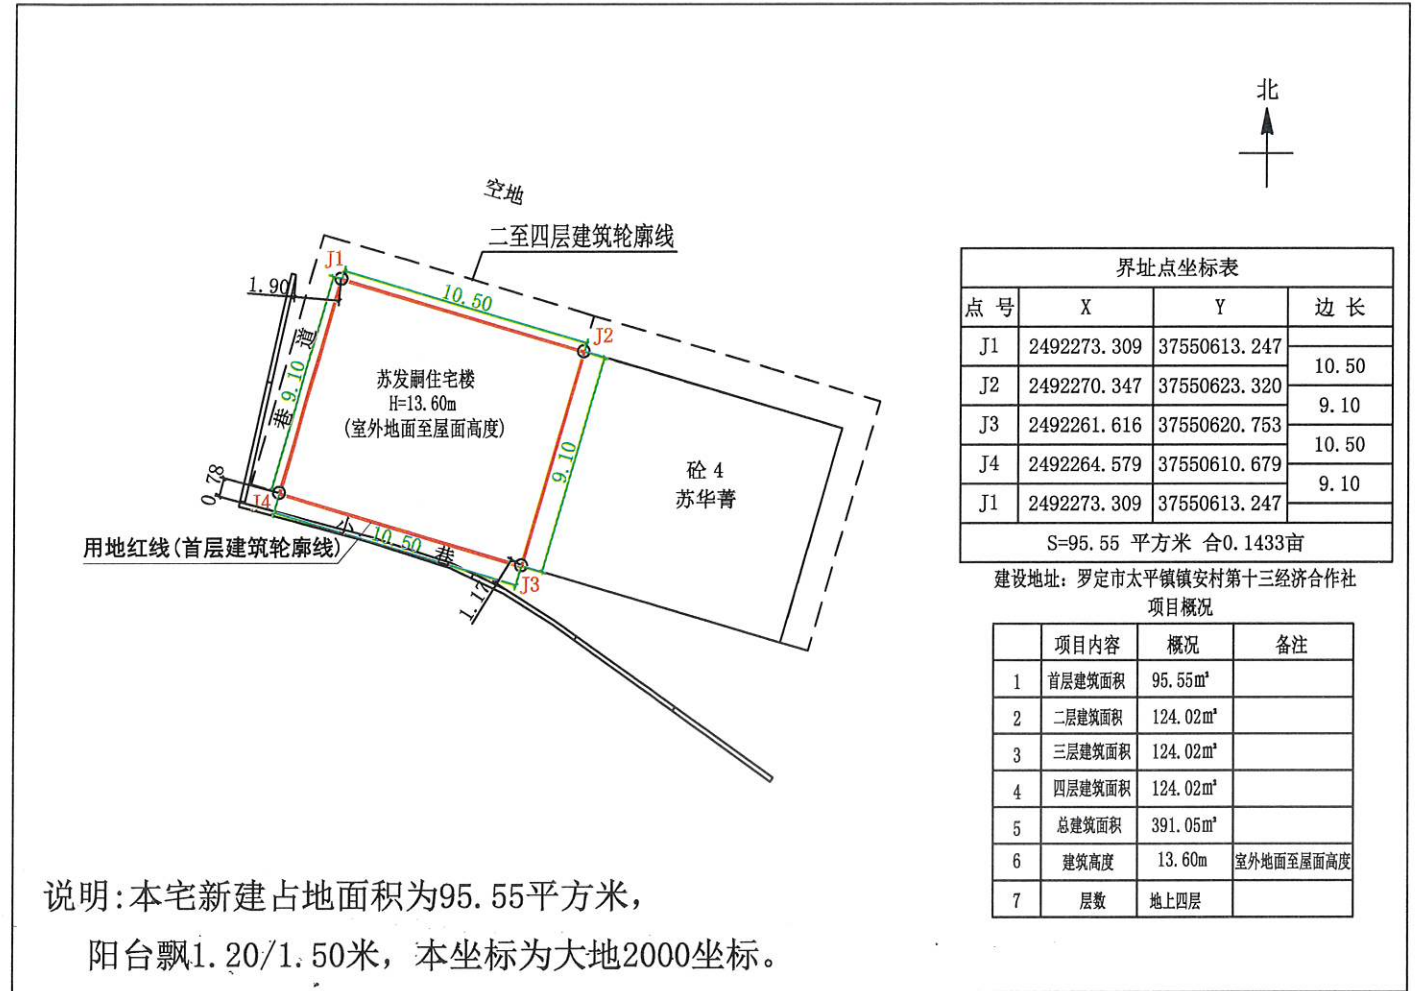 北
空地
二至四层建筑轮廓线
J1
1.90
10.50
J2
巷道
9.10
苏发嗣住宅楼
H=13.60m
(室外地面至屋面高度)
9.10
砼 4
苏华菁
0.78
J4
用地红线(首层建筑轮廓线)
小巷
10.50
J3
1.17
界址点坐标表
点 号 X Y 边 长
J1 2492273.309 37550613.247
10.50
J2 2492270.347 37550623.320
9.10
J3 2492261.616 37550620.753
10.50
J4 2492264.579 37550610.679
9.10
J1 2492273.309 37550613.247
S=95.55 平方米 合0.1433亩
建设地址：罗定市太平镇镇安村第十三经济合作社
项目概况
项目内容 概况 备注
1 首层建筑面积 95.55m²
2 二层建筑面积 124.02m²
3 三层建筑面积 124.02m²
4 四层建筑面积 124.02m²
5 总建筑面积 391.05m²
6 建筑高度 13.60m 室外地面至屋面高度
7 层数 地上四层
说明:本宅新建占地面积为95.55平方米，
阳台飘1.20/1.50米，本坐标为大地2000坐标。